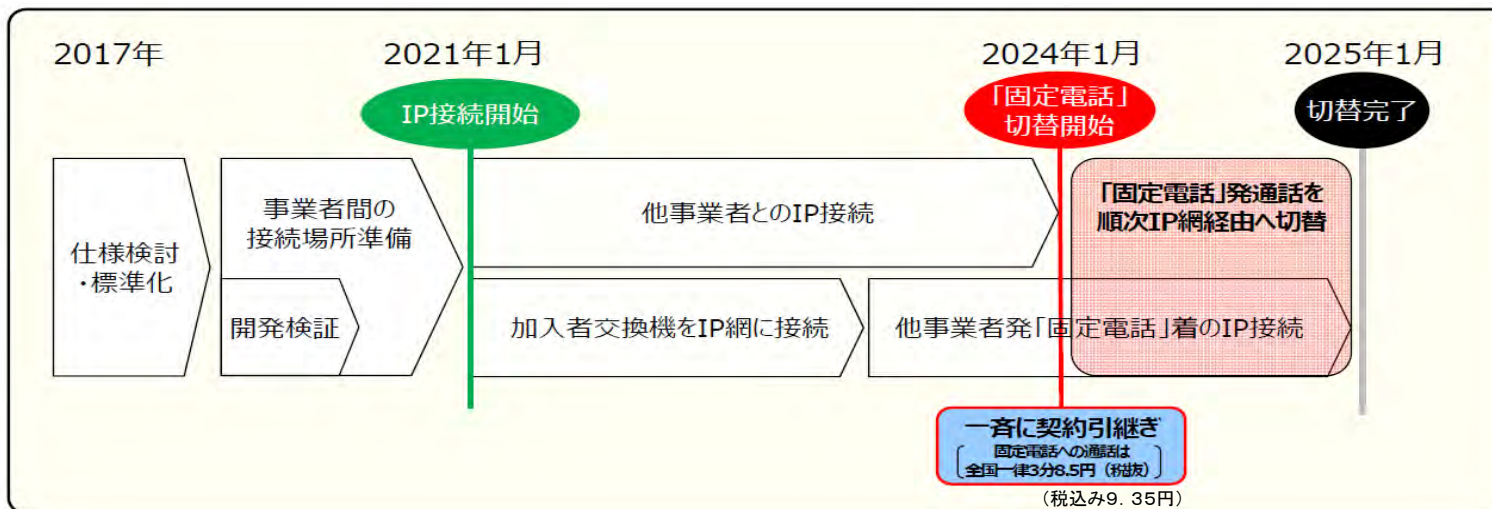 2017年
2021年1月
2024年1月
2025年1月
IP接続開始
「固定電話」
切替開始
切替完了
仕様検討
・標準化
事業者間の
接続場所準備
開発検証
他事業者とのIP接続
加入者交換機をIP網に接続
「固定電話」発通話を
順次IP網経由へ切替
他事業者発「固定電話」着のIP接続
一斉に契約引継ぎ
固定電話への通話は
全国一律3分8.5円（税抜）
（税込み9．35円）